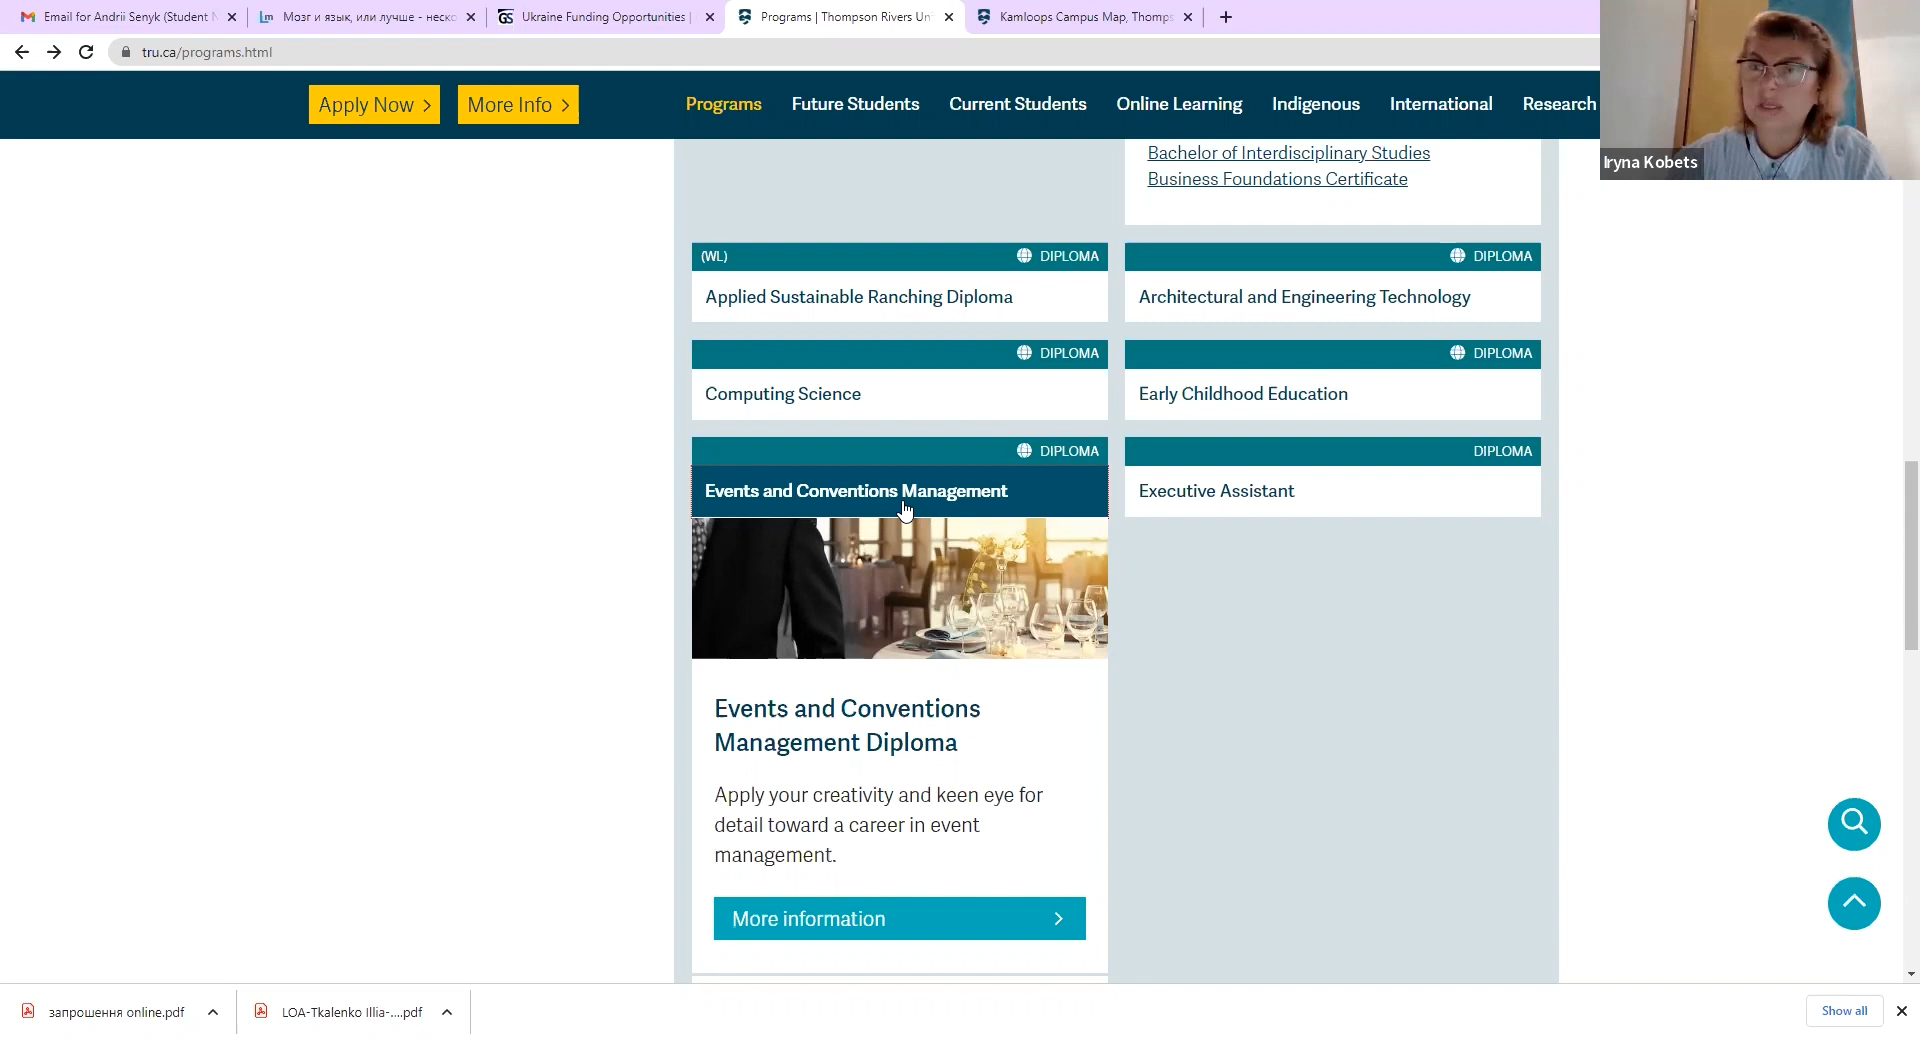 Email for Andrii Senyk (Student N
Мозг и язык, или лучше - неско
Ukraine Funding Opportunities |
Programs | Thompson Rivers Un
Kamloops Campus Map, Thomps
tru.ca/programs.html
Apply Now
More Info
Programs
Future Students
Current Students
Online Learning
Indigenous
International
Research
Iryna Kobets
Bachelor of Interdisciplinary Studies
Business Foundations Certificate
(WL) DIPLOMA
Applied Sustainable Ranching Diploma
DIPLOMA
Architectural and Engineering Technology
DIPLOMA
Computing Science
DIPLOMA
Early Childhood Education
DIPLOMA
Events and Conventions Management
DIPLOMA
Executive Assistant
Events and Conventions
Management Diploma
Apply your creativity and keen eye for
detail toward a career in event
management.
More information
запрошення online.pdf
LOA-Tkalenko Illia-....pdf
Show all